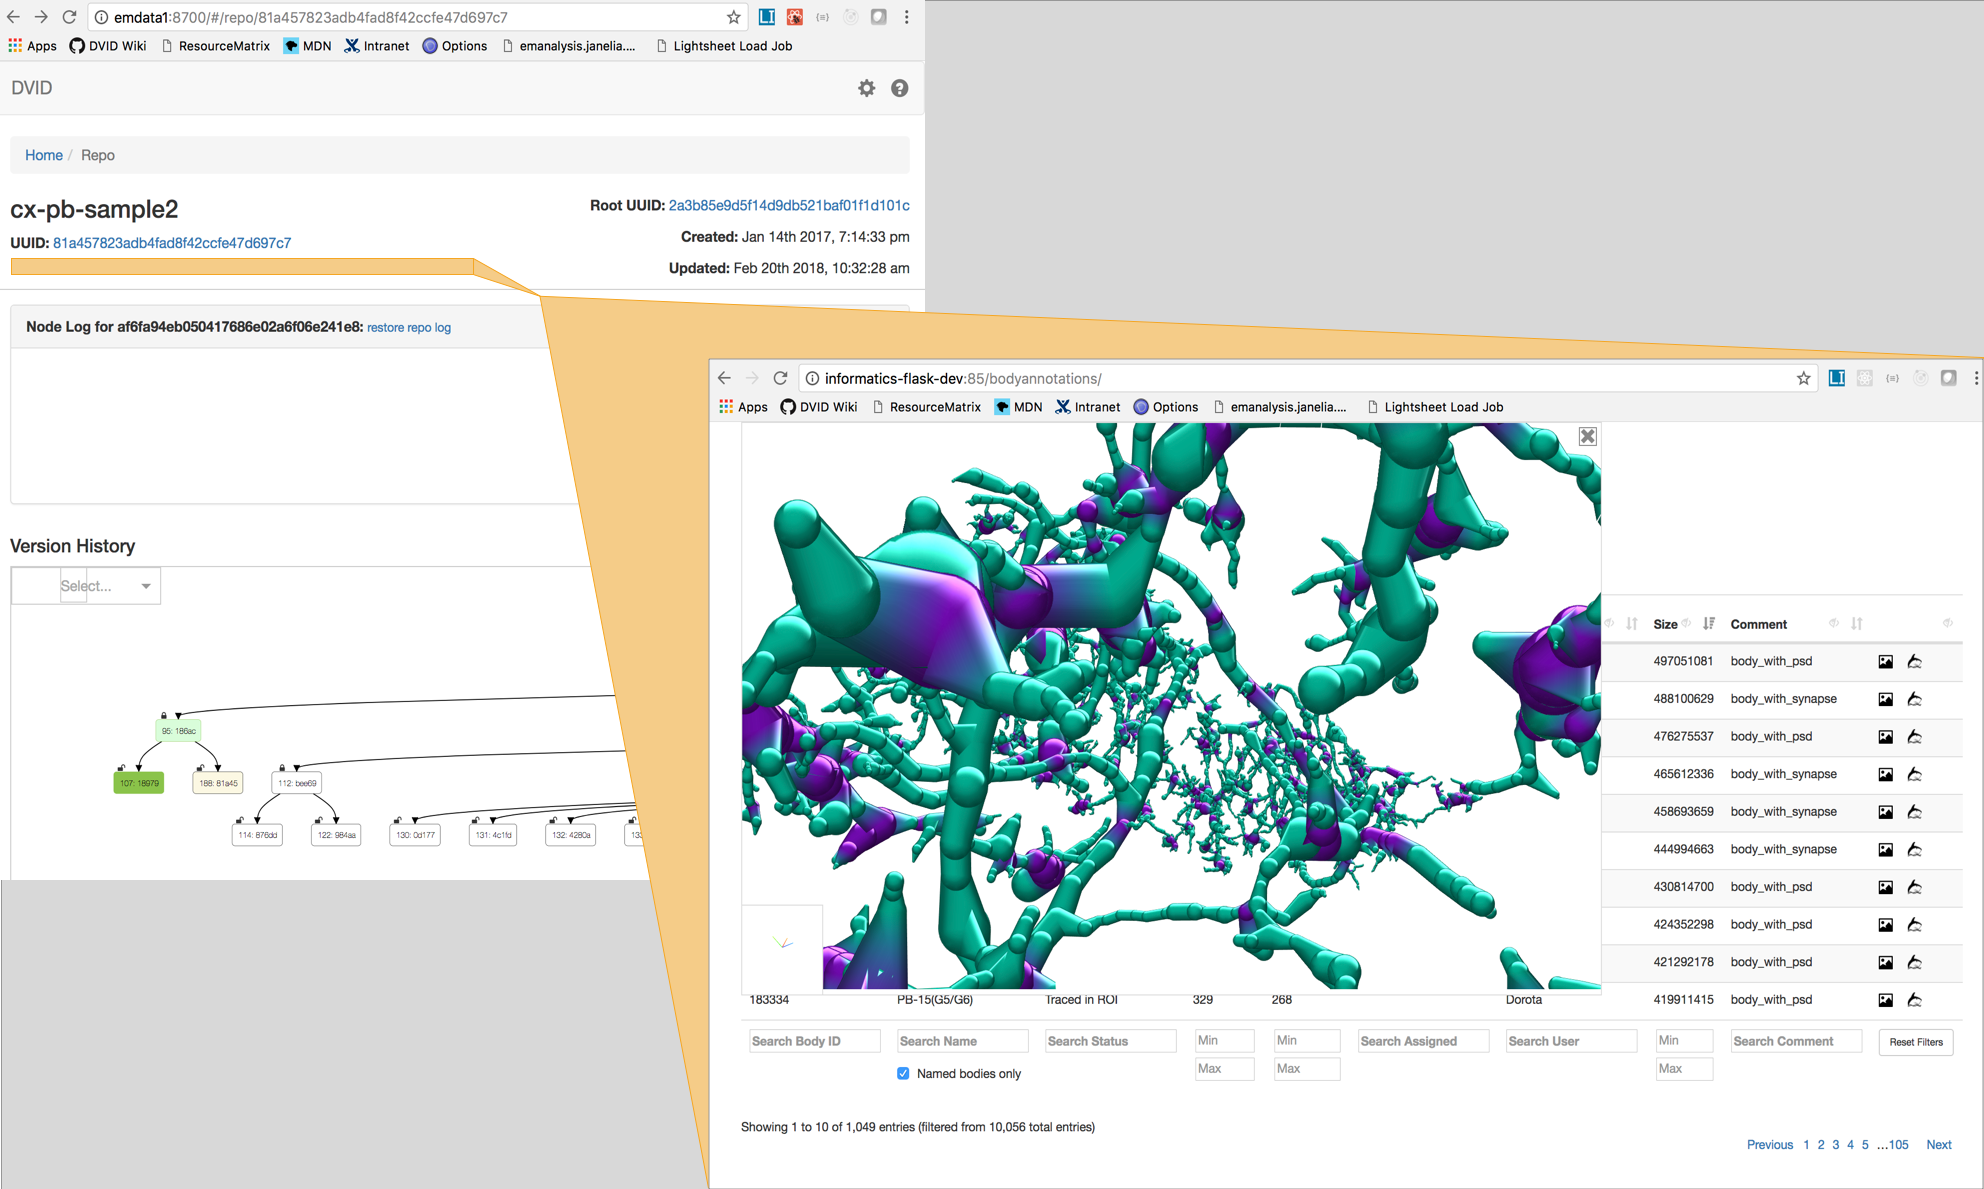 emdata1:8700/#/repo/81a457823adb4fad8f42ccfe47d697c7
Apps DVID Wiki ResourceMatrix MDN Intranet Options emanalysis.janelia.... Lightsheet Load Job
DVID
Home / Repo
cx-pb-sample2
UUID: 81a457823adb4fad8f42ccfe47d697c7
Root UUID: 2a3b85e9d5f14d9db521baf01f1d101c
Created: Jan 14th 2017, 7:14:33 pm
Updated: Feb 20th 2018, 10:32:28 am
Node Log for af6fa94eb050417686e02a6f06e241e8: restore repo log
Version History
Select...
95: 186ac
107: 18979 188: 81a45 112: bee69
114: 876dd 122: 984aa 130: 0d177 131: 4c1fd 132: 4280a 133
informatics-flask-dev:85/bodyannotations/
Apps DVID Wiki ResourceMatrix MDN Intranet Options emanalysis.janelia.... Lightsheet Load Job
Size Comment
497051081 body_with_psd
488100629 body_with_synapse
476275537 body_with_psd
465612336 body_with_synapse
458693659 body_with_synapse
444994663 body_with_synapse
430814700 body_with_psd
424352298 body_with_psd
421292178 body_with_psd
183334 PB-15(G5/G6) Traced in ROI 329 268 Dorota 419911415 body_with_psd
Search Body ID Search Name Search Status Min Min Search Assigned Search User Min Search Comment Reset Filters
Named bodies only Max Max Max
Showing 1 to 10 of 1,049 entries (filtered from 10,056 total entries)
Previous 1 2 3 4 5 ...105 Next